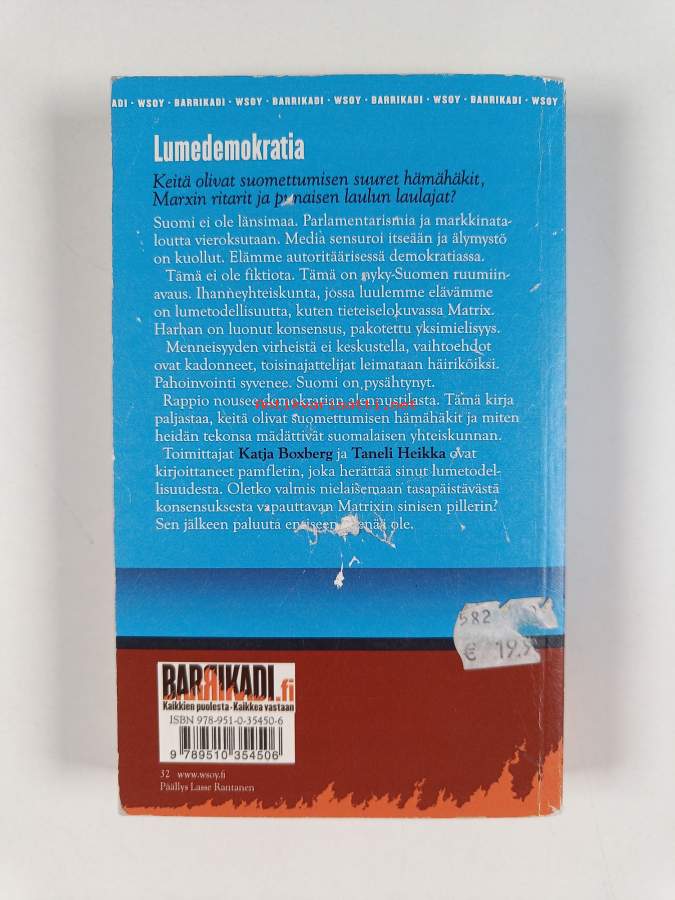 ADI · WSOY · BARRIKADI · WSOY · BARRIKADI · WSOY · BARRIKADI · WSOY · BARRIKADI · WSOY
Lumedemokratia
Keitä olivat suomettumisen suuret hämähäkit,
Marxin ritarit ja punaisen laulun laulajat?
Suomi ei ole länsimaa. Parlamentarismia ja markkinata-
loutta vieroksutaan. Media sensuroi itseään ja älymystö
on kuollut. Elämme autoritäärisessä demokratiassa.
Tämä ei ole fiktiota. Tämä on nyky-Suomen ruumiin-
avaus. Ihanneyhteiskunta, jossa luulemme elävämme
on lumetodellisuutta, kuten tieteiselokuvassa Matrix.
Harhan on luonut konsensus, pakotettu yksimielisyys.
Menneisyyden virheistä ei keskustella, vaihtoehdot
ovat kadonneet, toisinajattelijat leimataan häiriköiksi.
Pahoinvointi syvenee. Suomi on pysähtynyt.
Rappio nousee demokratian alennustilasta. Tämä kirja
antikvariaatti.net
paljastaa, keitä olivat suomettumisen hämähäkit ja miten
heidän tekonsa mädättivät suomalaisen yhteiskunnan.
Toimittajat Katja Boxberg ja Taneli Heikka ovat
kirjoittaneet pamfletin, joka herättää sinut lumetodel-
lisuudesta. Oletko valmis nielaisemaan tasapäistävästä
konsensuksesta vapauttavan Matrixin sinisen pillerin?
Sen jälkeen paluuta entiseen enää ole.
582
€ 19.9
BARRIKADI.fi
Kaikkien puolesta - Kaikkea vastaan
ISBN 978-951-0-35450-6
9 789510 354506
32 www.wsoy.fi
Päällys Lasse Rantanen